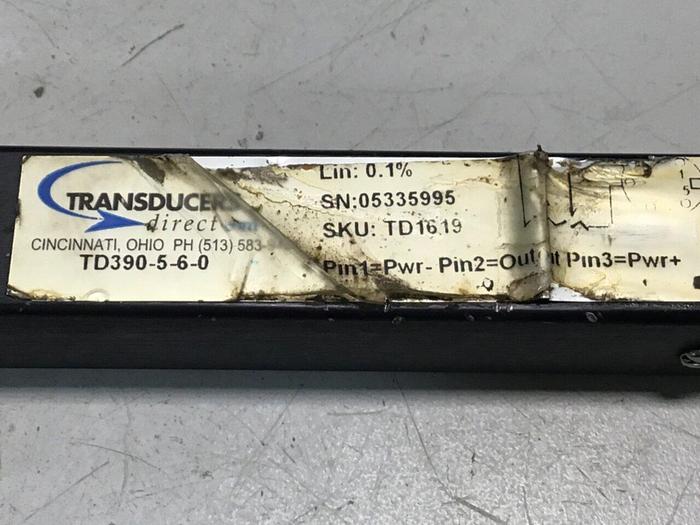 TRANSDUCERS
direct
CINCINNATI, OHIO PH (513) 583-
TD390-5-6-0
Lin: 0.1%
SN:05335995
SKU: TD1619
Pin1=Pwr- Pin2=Output Pin3=Pwr+